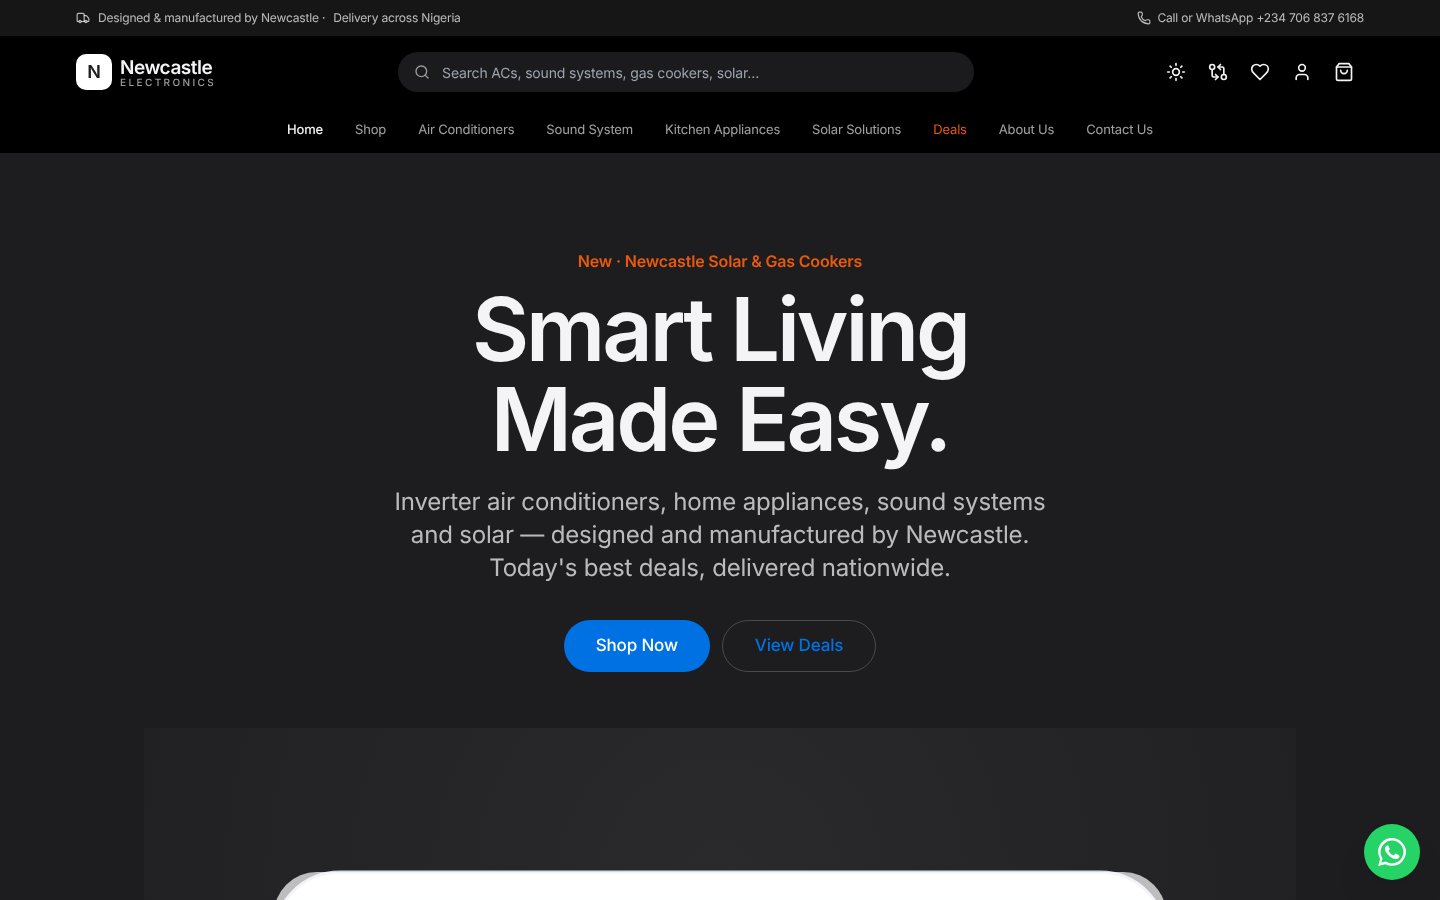 Designed & manufactured by Newcastle · Delivery across Nigeria
Call or WhatsApp +234 706 837 6168
N
Newcastle
ELECTRONICS
Search ACs, sound systems, gas cookers, solar...
Home
Shop
Air Conditioners
Sound System
Kitchen Appliances
Solar Solutions
Deals
About Us
Contact Us
New · Newcastle Solar & Gas Cookers
Smart Living
Made Easy.
Inverter air conditioners, home appliances, sound systems
and solar — designed and manufactured by Newcastle.
Today's best deals, delivered nationwide.
Shop Now
View Deals